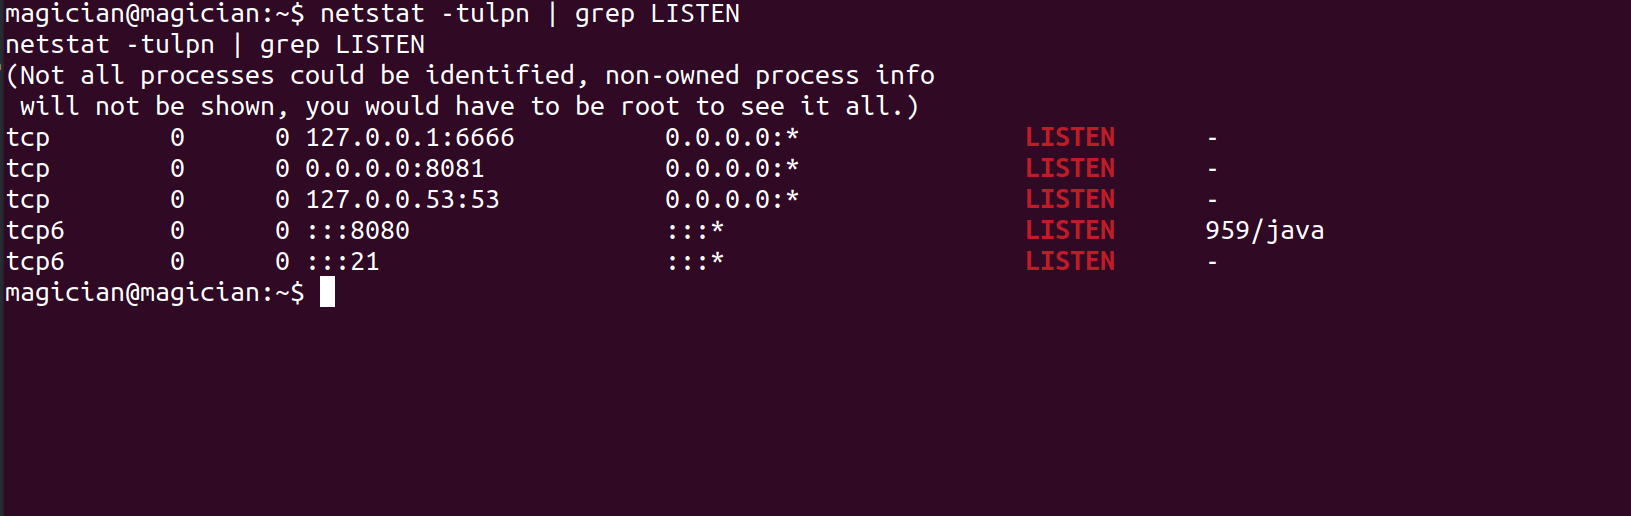 magician@magician:~$ netstat -tulpn | grep LISTEN
netstat -tulpn | grep LISTEN
(Not all processes could be identified, non-owned process info
 will not be shown, you would have to be root to see it all.)
tcp        0      0 127.0.0.1:6666          0.0.0.0:*               LISTEN      -
tcp        0      0 0.0.0.0:8081            0.0.0.0:*               LISTEN      -
tcp        0      0 127.0.0.53:53           0.0.0.0:*               LISTEN      -
tcp6       0      0 :::8080                 :::*                    LISTEN      959/java
tcp6       0      0 :::21                   :::*                    LISTEN      -
magician@magician:~$